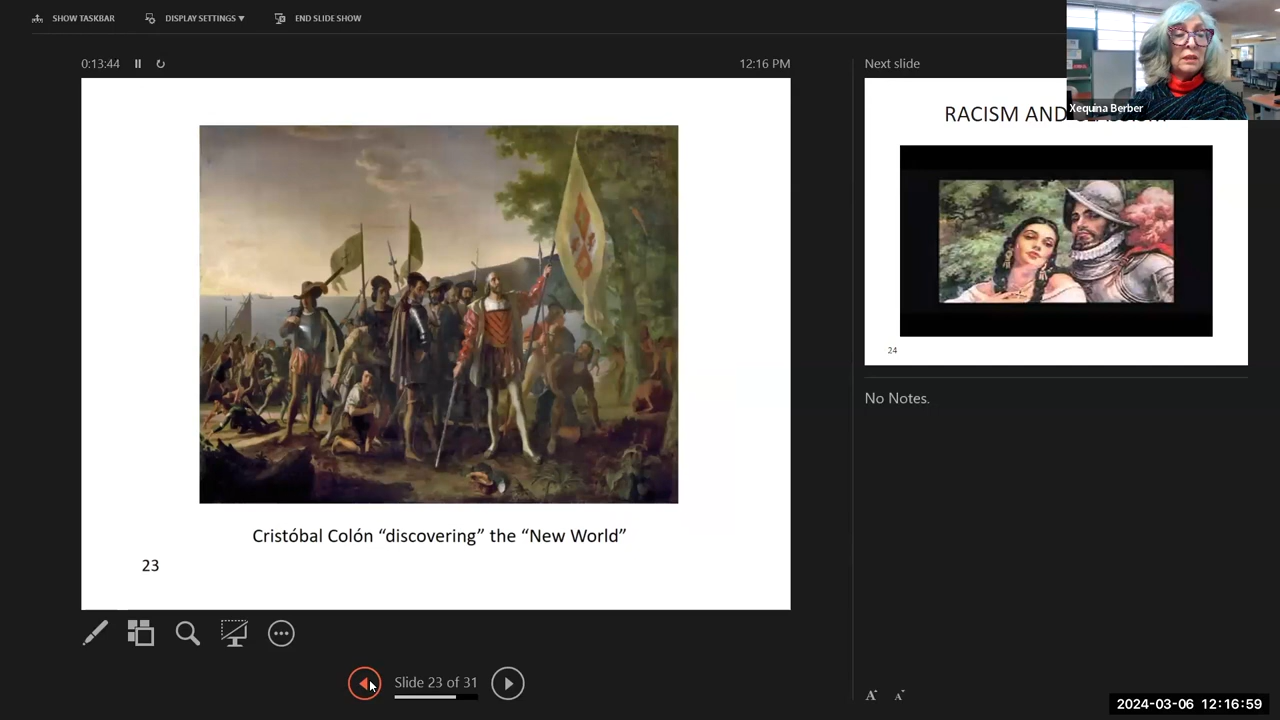 SHOW TASKBAR
DISPLAY SETTINGS ▼
END SLIDE SHOW
0:13:44
12:16 PM
Next slide
Xequina Berber
RACISM AND
24
No Notes.
Cristóbal Colón “discovering” the “New World”
23
Slide 23 of 31
A
A
2024-03-06 12:16:59